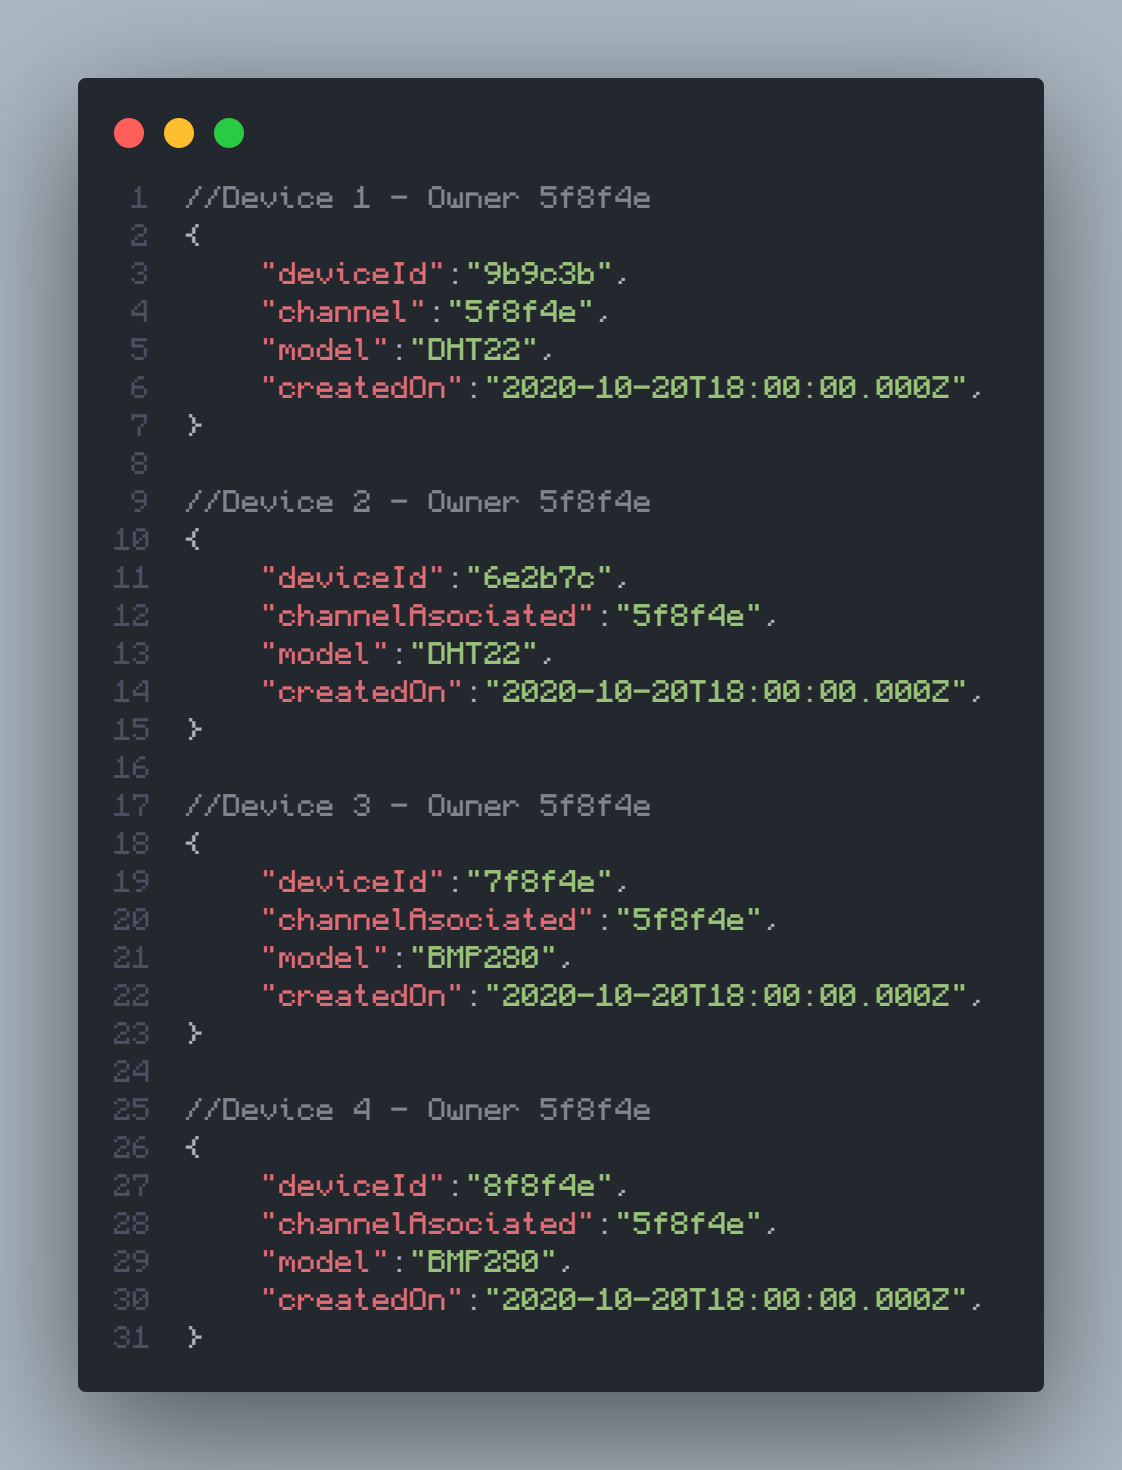 1 //Device 1 - Owner 5f8f4e
2 {
3     "deviceId":"9b9c3b",
4     "channel":"5f8f4e",
5     "model":"DHT22",
6     "createdOn":"2020-10-20T18:00:00.000Z",
7 }
8
9 //Device 2 - Owner 5f8f4e
10 {
11     "deviceId":"6e2b7c",
12     "channelAsociated":"5f8f4e",
13     "model":"DHT22",
14     "createdOn":"2020-10-20T18:00:00.000Z",
15 }
16
17 //Device 3 - Owner 5f8f4e
18 {
19     "deviceId":"7f8f4e",
20     "channelAsociated":"5f8f4e",
21     "model":"BMP280",
22     "createdOn":"2020-10-20T18:00:00.000Z",
23 }
24
25 //Device 4 - Owner 5f8f4e
26 {
27     "deviceId":"8f8f4e",
28     "channelAsociated":"5f8f4e",
29     "model":"BMP280",
30     "createdOn":"2020-10-20T18:00:00.000Z",
31 }